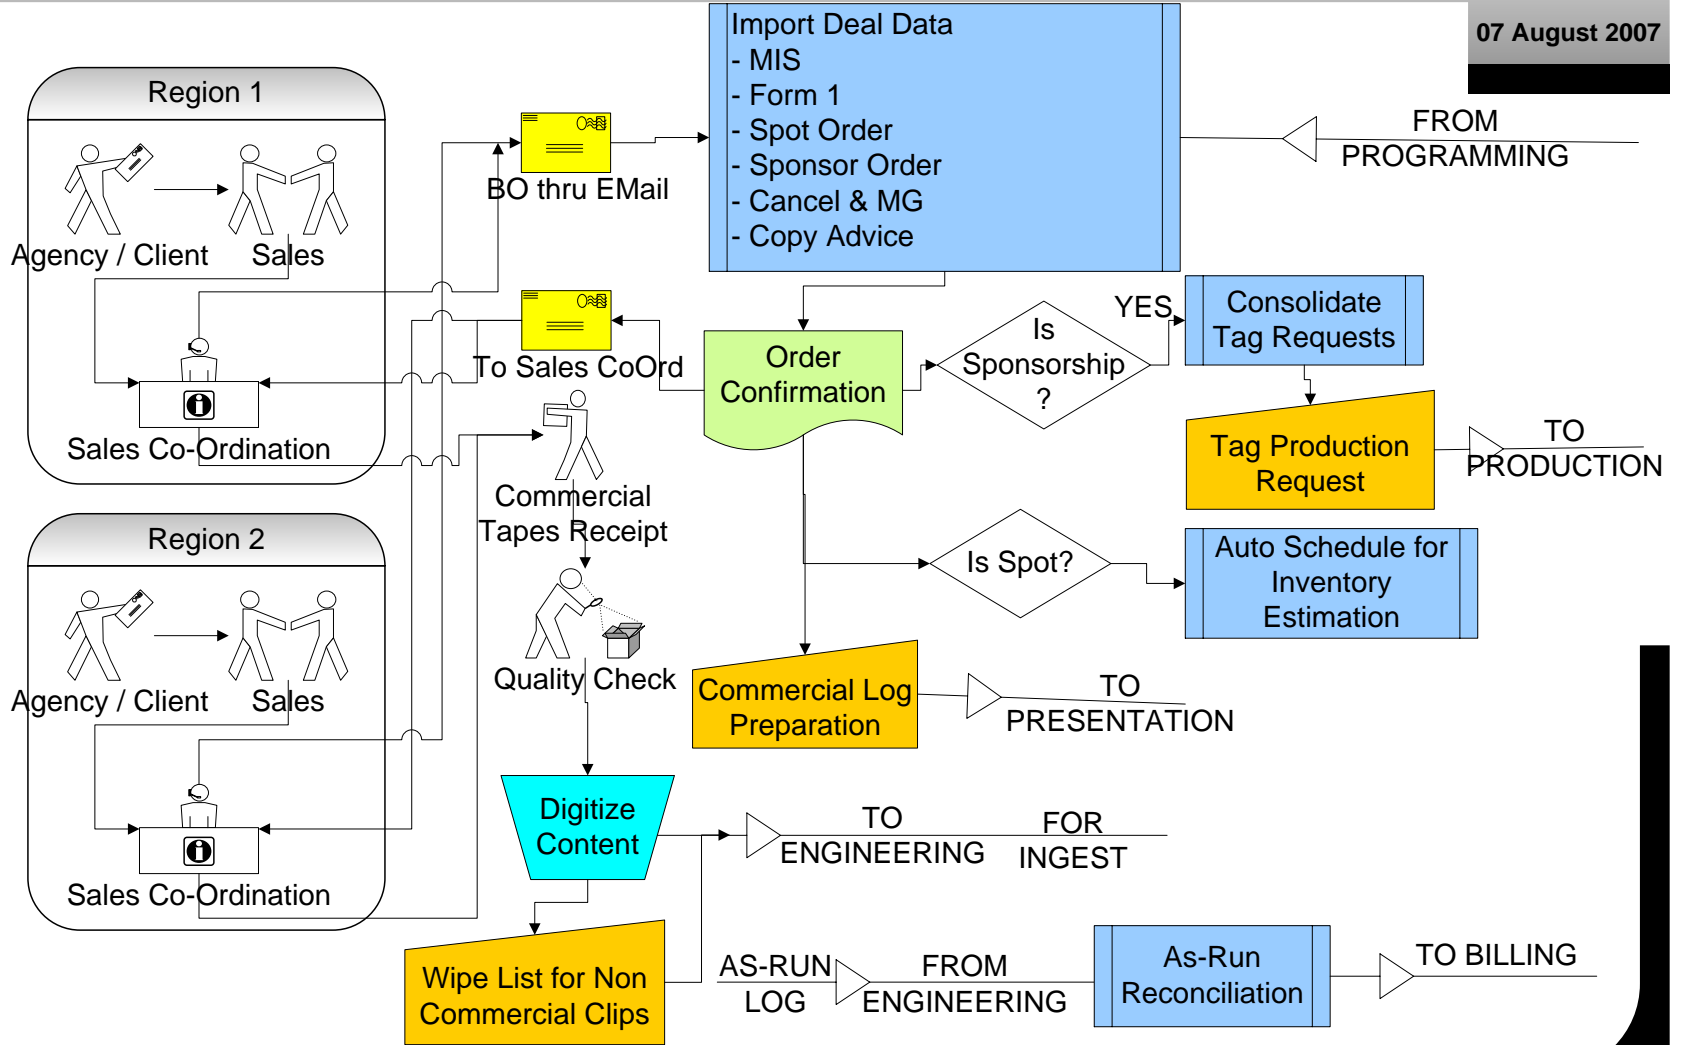 07 August 2007
Import Deal Data
- MIS
- Form 1
- Spot Order
- Sponsor Order
- Cancel & MG
- Copy Advice
FROM
PROGRAMMING
Region 1
Agency / Client
Sales
Sales Co-Ordination
BO thru EMail
To Sales CoOrd
Order
Confirmation
Is
Sponsorship
?
YES
Consolidate
Tag Requests
Tag Production
Request
TO
PRODUCTION
Commercial
Tapes Receipt
Quality Check
Is Spot?
Auto Schedule for
Inventory
Estimation
Commercial Log
Preparation
TO
PRESENTATION
Region 2
Agency / Client
Sales
Sales Co-Ordination
Digitize
Content
TO
ENGINEERING
FOR
INGEST
Wipe List for Non
Commercial Clips
AS-RUN
LOG
FROM
ENGINEERING
As-Run
Reconciliation
TO BILLING